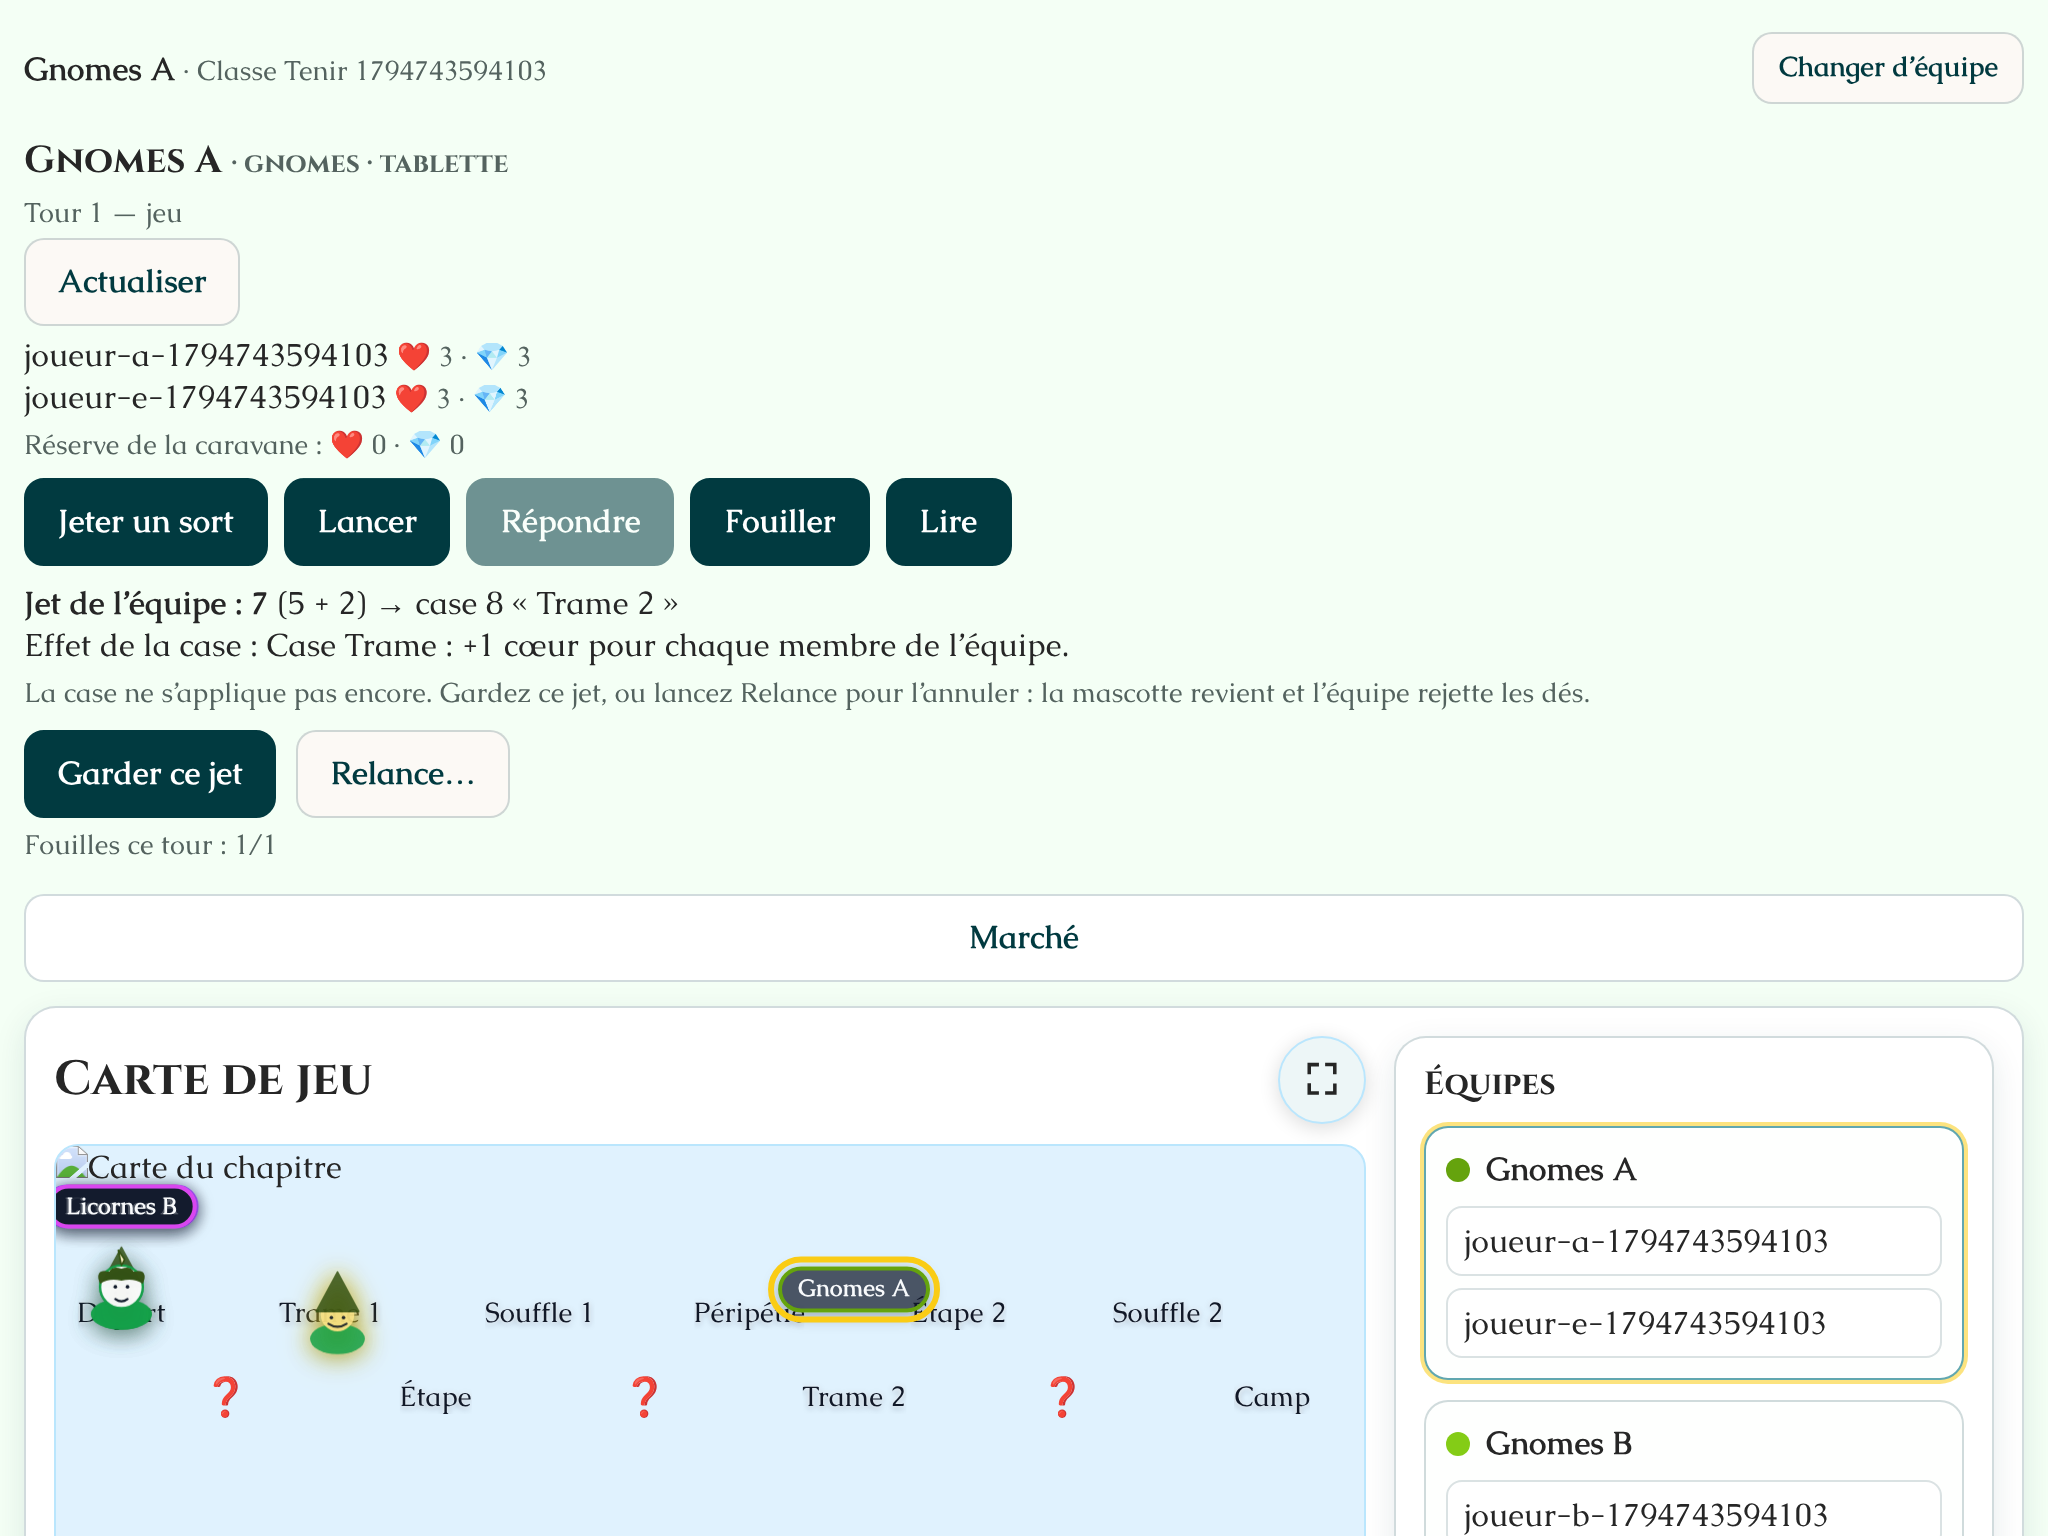 Gnomes A · Classe Tenir 1794743594103
Changer d’équipe
Gnomes A · gnomes · tablette
Tour 1 — jeu
Actualiser
joueur-a-1794743594103 ❤️ 3 · 💎 3
joueur-e-1794743594103 ❤️ 3 · 💎 3
Réserve de la caravane : ❤️ 0 · 💎 0
Jeter un sort
Lancer
Répondre
Fouiller
Lire
Jet de l’équipe : 7 (5 + 2) → case 8 « Trame 2 »
Effet de la case : Case Trame : +1 cœur pour chaque membre de l’équipe.
La case ne s’applique pas encore. Gardez ce jet, ou lancez Relance pour l’annuler : la mascotte revient et l’équipe rejette les dés.
Garder ce jet
Relance…
Fouilles ce tour : 1/1
Marché
Carte de jeu
Carte du chapitre
Licornes B
Gnomes A
Trame 1
Souffle 1
Étape 2
Souffle 2
❓
Étape
❓
Trame 2
❓
Camp
Équipes
Gnomes A
joueur-a-1794743594103
joueur-e-1794743594103
Gnomes B
joueur-b-1794743594103